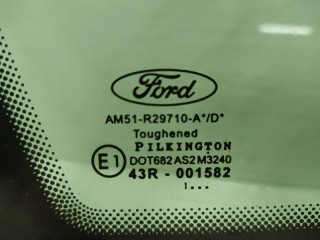 Ford
AM51-R29710-A*/D*
Toughened
PILKINGTON
E1 DOT682 AS2 M3240
43R - 001582
1...